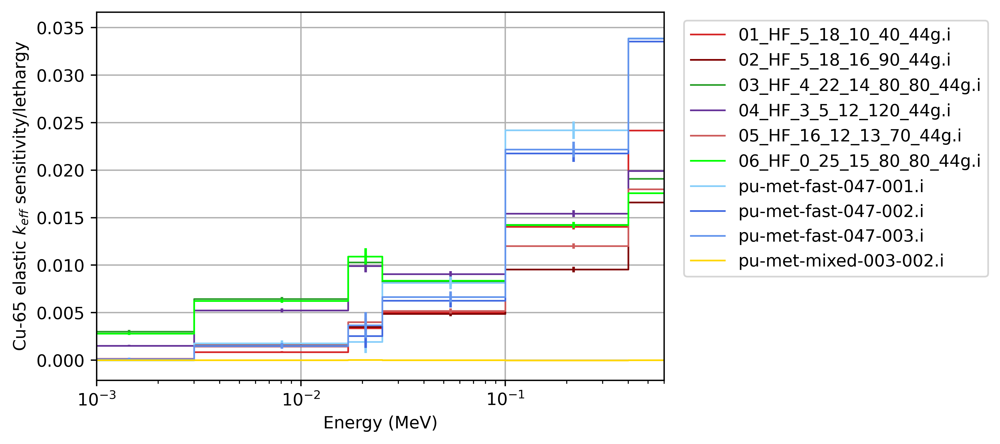 Cu-65 elastic k_eff sensitivity/lethargy
0.035
0.030
0.025
0.020
0.015
0.010
0.005
0.000
10^-3
10^-2
10^-1
Energy (MeV)
01_HF_5_18_10_40_44g.i
02_HF_5_18_16_90_44g.i
03_HF_4_22_14_80_80_44g.i
04_HF_3_5_12_120_44g.i
05_HF_16_12_13_70_44g.i
06_HF_0_25_15_80_80_44g.i
pu-met-fast-047-001.i
pu-met-fast-047-002.i
pu-met-fast-047-003.i
pu-met-mixed-003-002.i